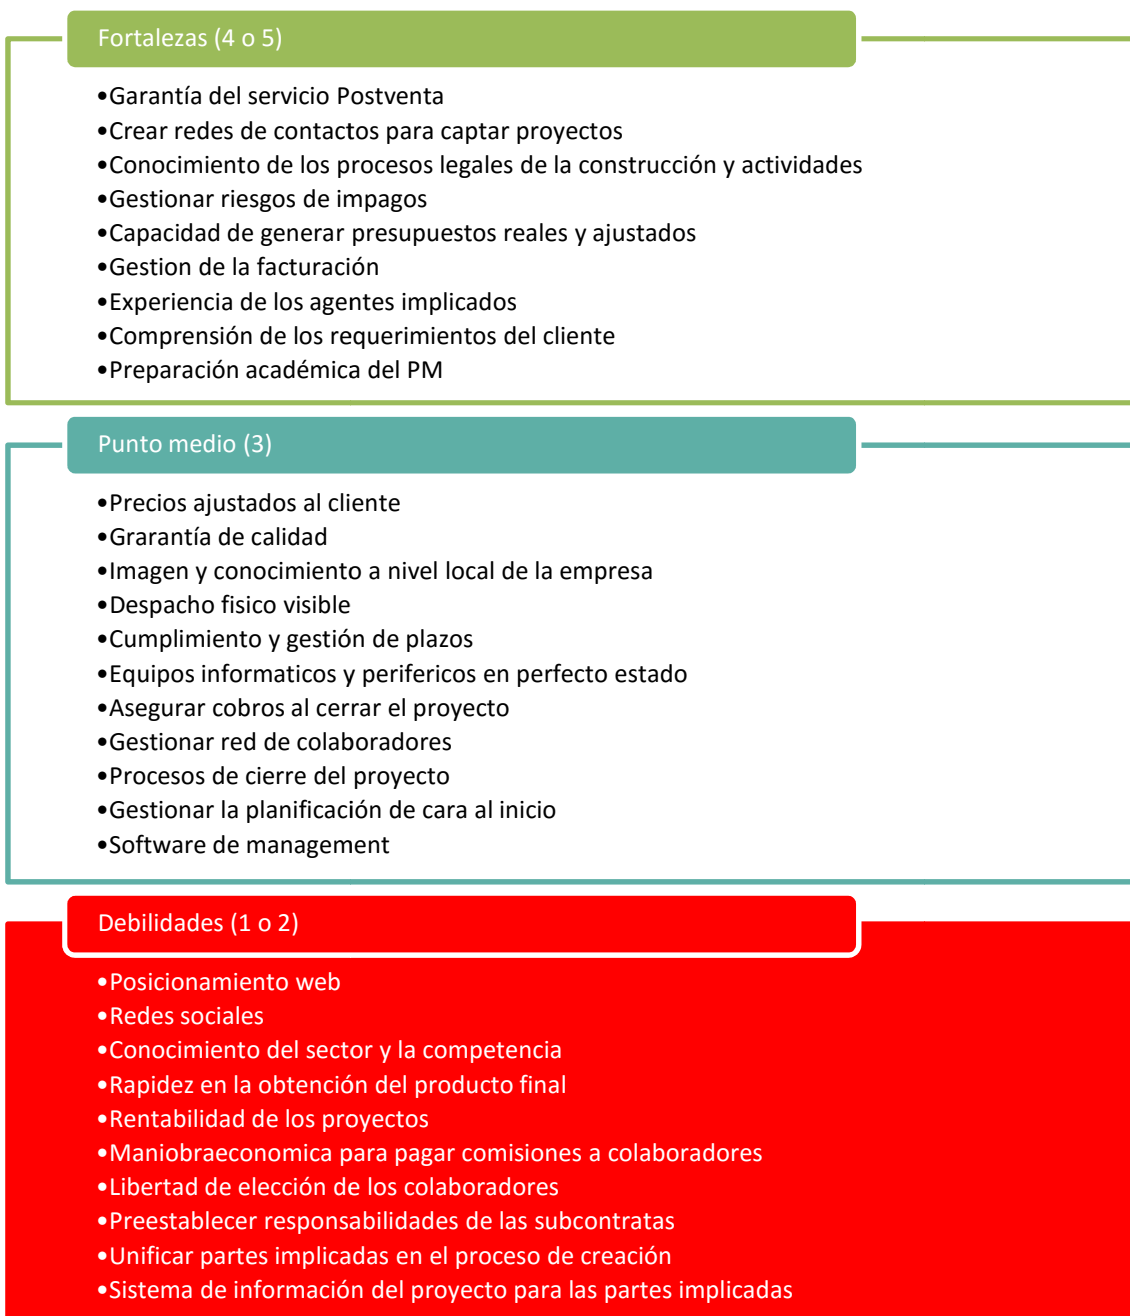 Fortalezas (4 o 5)
•Garantía del servicio Postventa
•Crear redes de contactos para captar proyectos
•Conocimiento de los procesos legales de la construcción y actividades
•Gestionar riesgos de impagos
•Capacidad de generar presupuestos reales y ajustados
•Gestion de la facturación
•Experiencia de los agentes implicados
•Comprensión de los requerimientos del cliente
•Preparación académica del PM
Punto medio (3)
•Precios ajustados al cliente
•Grarantía de calidad
•Imagen y conocimiento a nivel local de la empresa
•Despacho fisico visible
•Cumplimiento y gestión de plazos
•Equipos informaticos y perifericos en perfecto estado
•Asegurar cobros al cerrar el proyecto
•Gestionar red de colaboradores
•Procesos de cierre del proyecto
•Gestionar la planificación de cara al inicio
•Software de management
Debilidades (1 o 2)
•Posicionamiento web
•Redes sociales
•Conocimiento del sector y la competencia
•Rapidez en la obtención del producto final
•Rentabilidad de los proyectos
•Maniobraeconomica para pagar comisiones a colaboradores
•Libertad de elección de los colaboradores
•Preestablecer responsabilidades de las subcontratas
•Unificar partes implicadas en el proceso de creación
•Sistema de información del proyecto para las partes implicadas